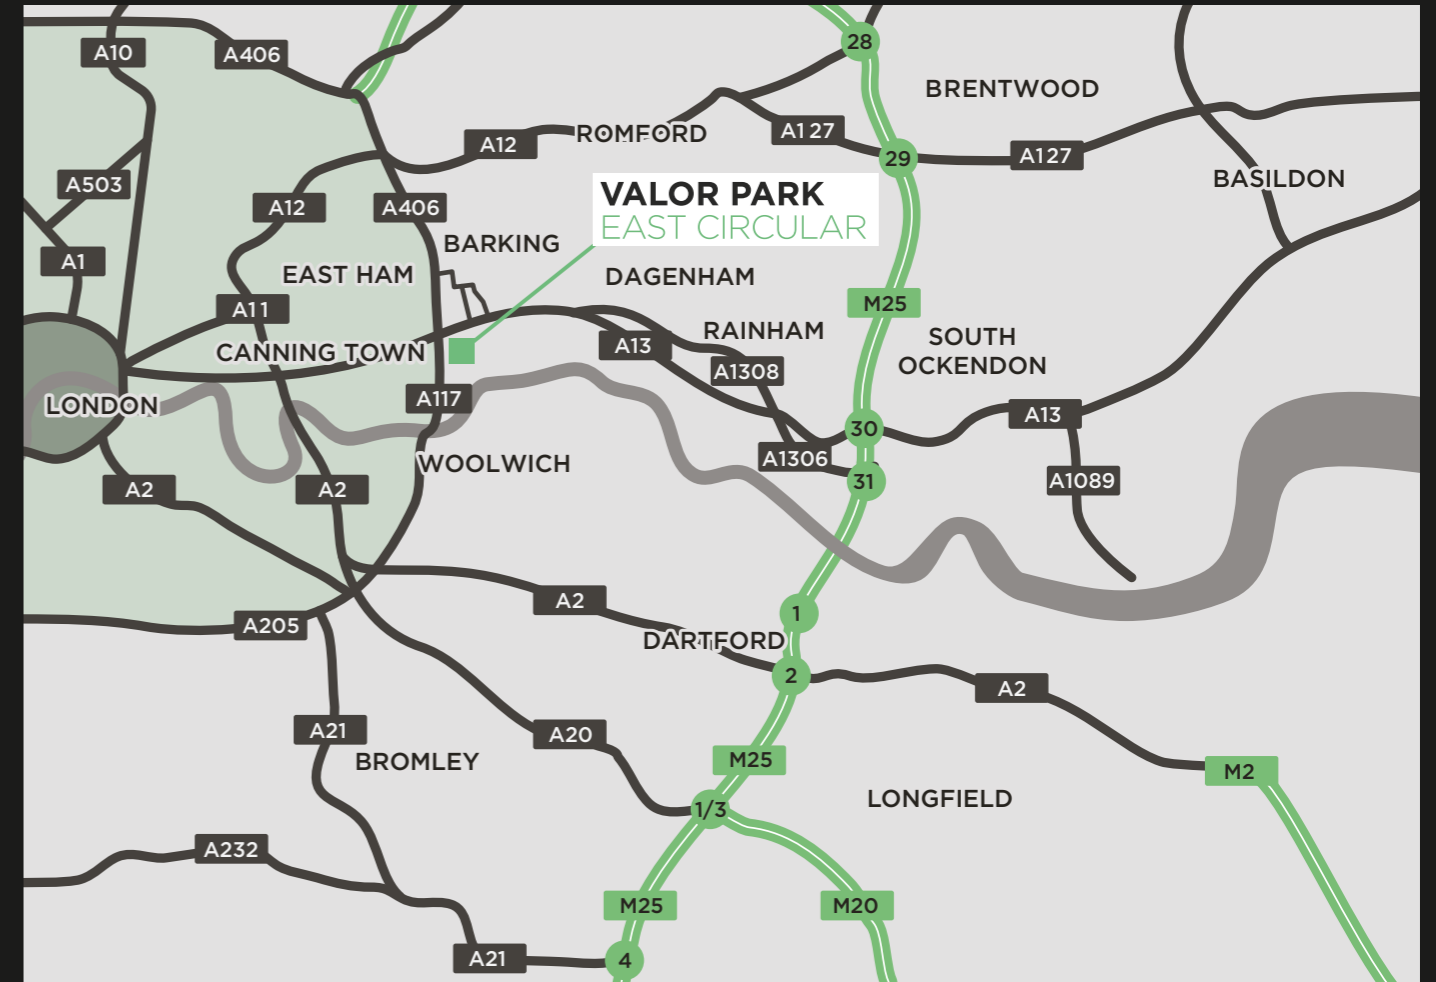 28
A10
A406
BRENTWOOD
A127
ROMFORD
A12
A127
29
A503
BASILDON
VALOR PARK
EAST CIRCULAR
A12
A406
BARKING
A1
EAST HAM
DAGENHAM
A11
M25
RAINHAM
SOUTH
OCKENDON
CANNING TOWN
A13
A1308
A117
LONDON
A13
30
A1306
WOOLWICH
31
A1089
A2
A2
A2
1
A205
DARTFORD
2
A2
A21
A20
BROMLEY
M25
M2
LONGFIELD
1/3
A232
M25
M20
A21
4